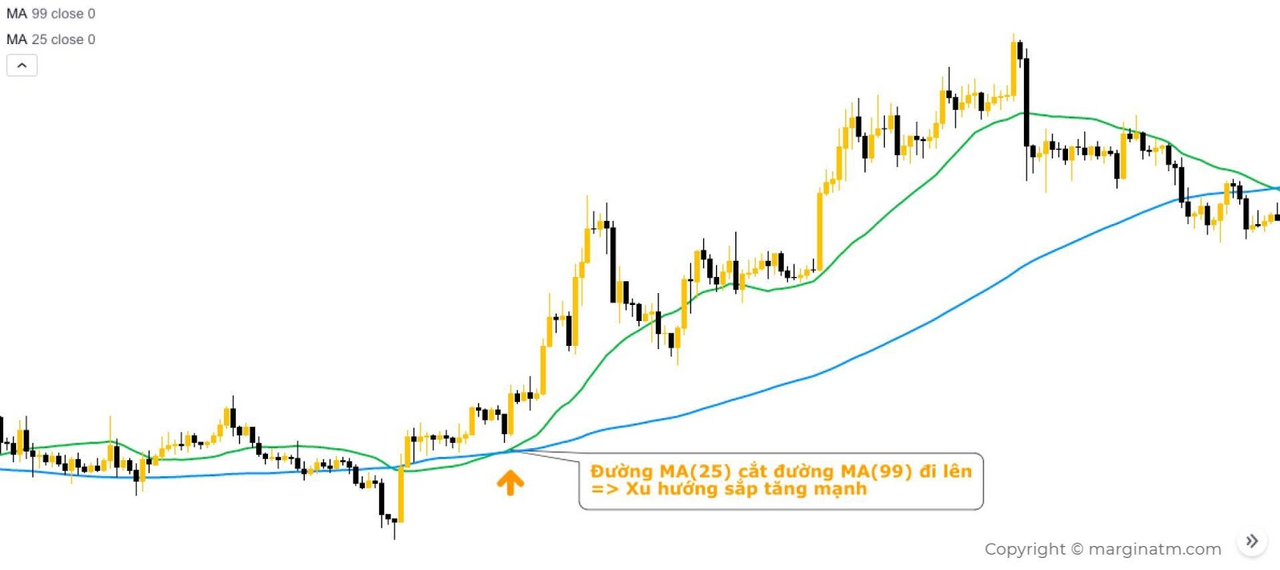 MA 99 close 0
MA 25 close 0
Đường MA(25) cắt đường MA(99) đi lên
=> Xu hướng sắp tăng mạnh
Copyright © marginatm.com